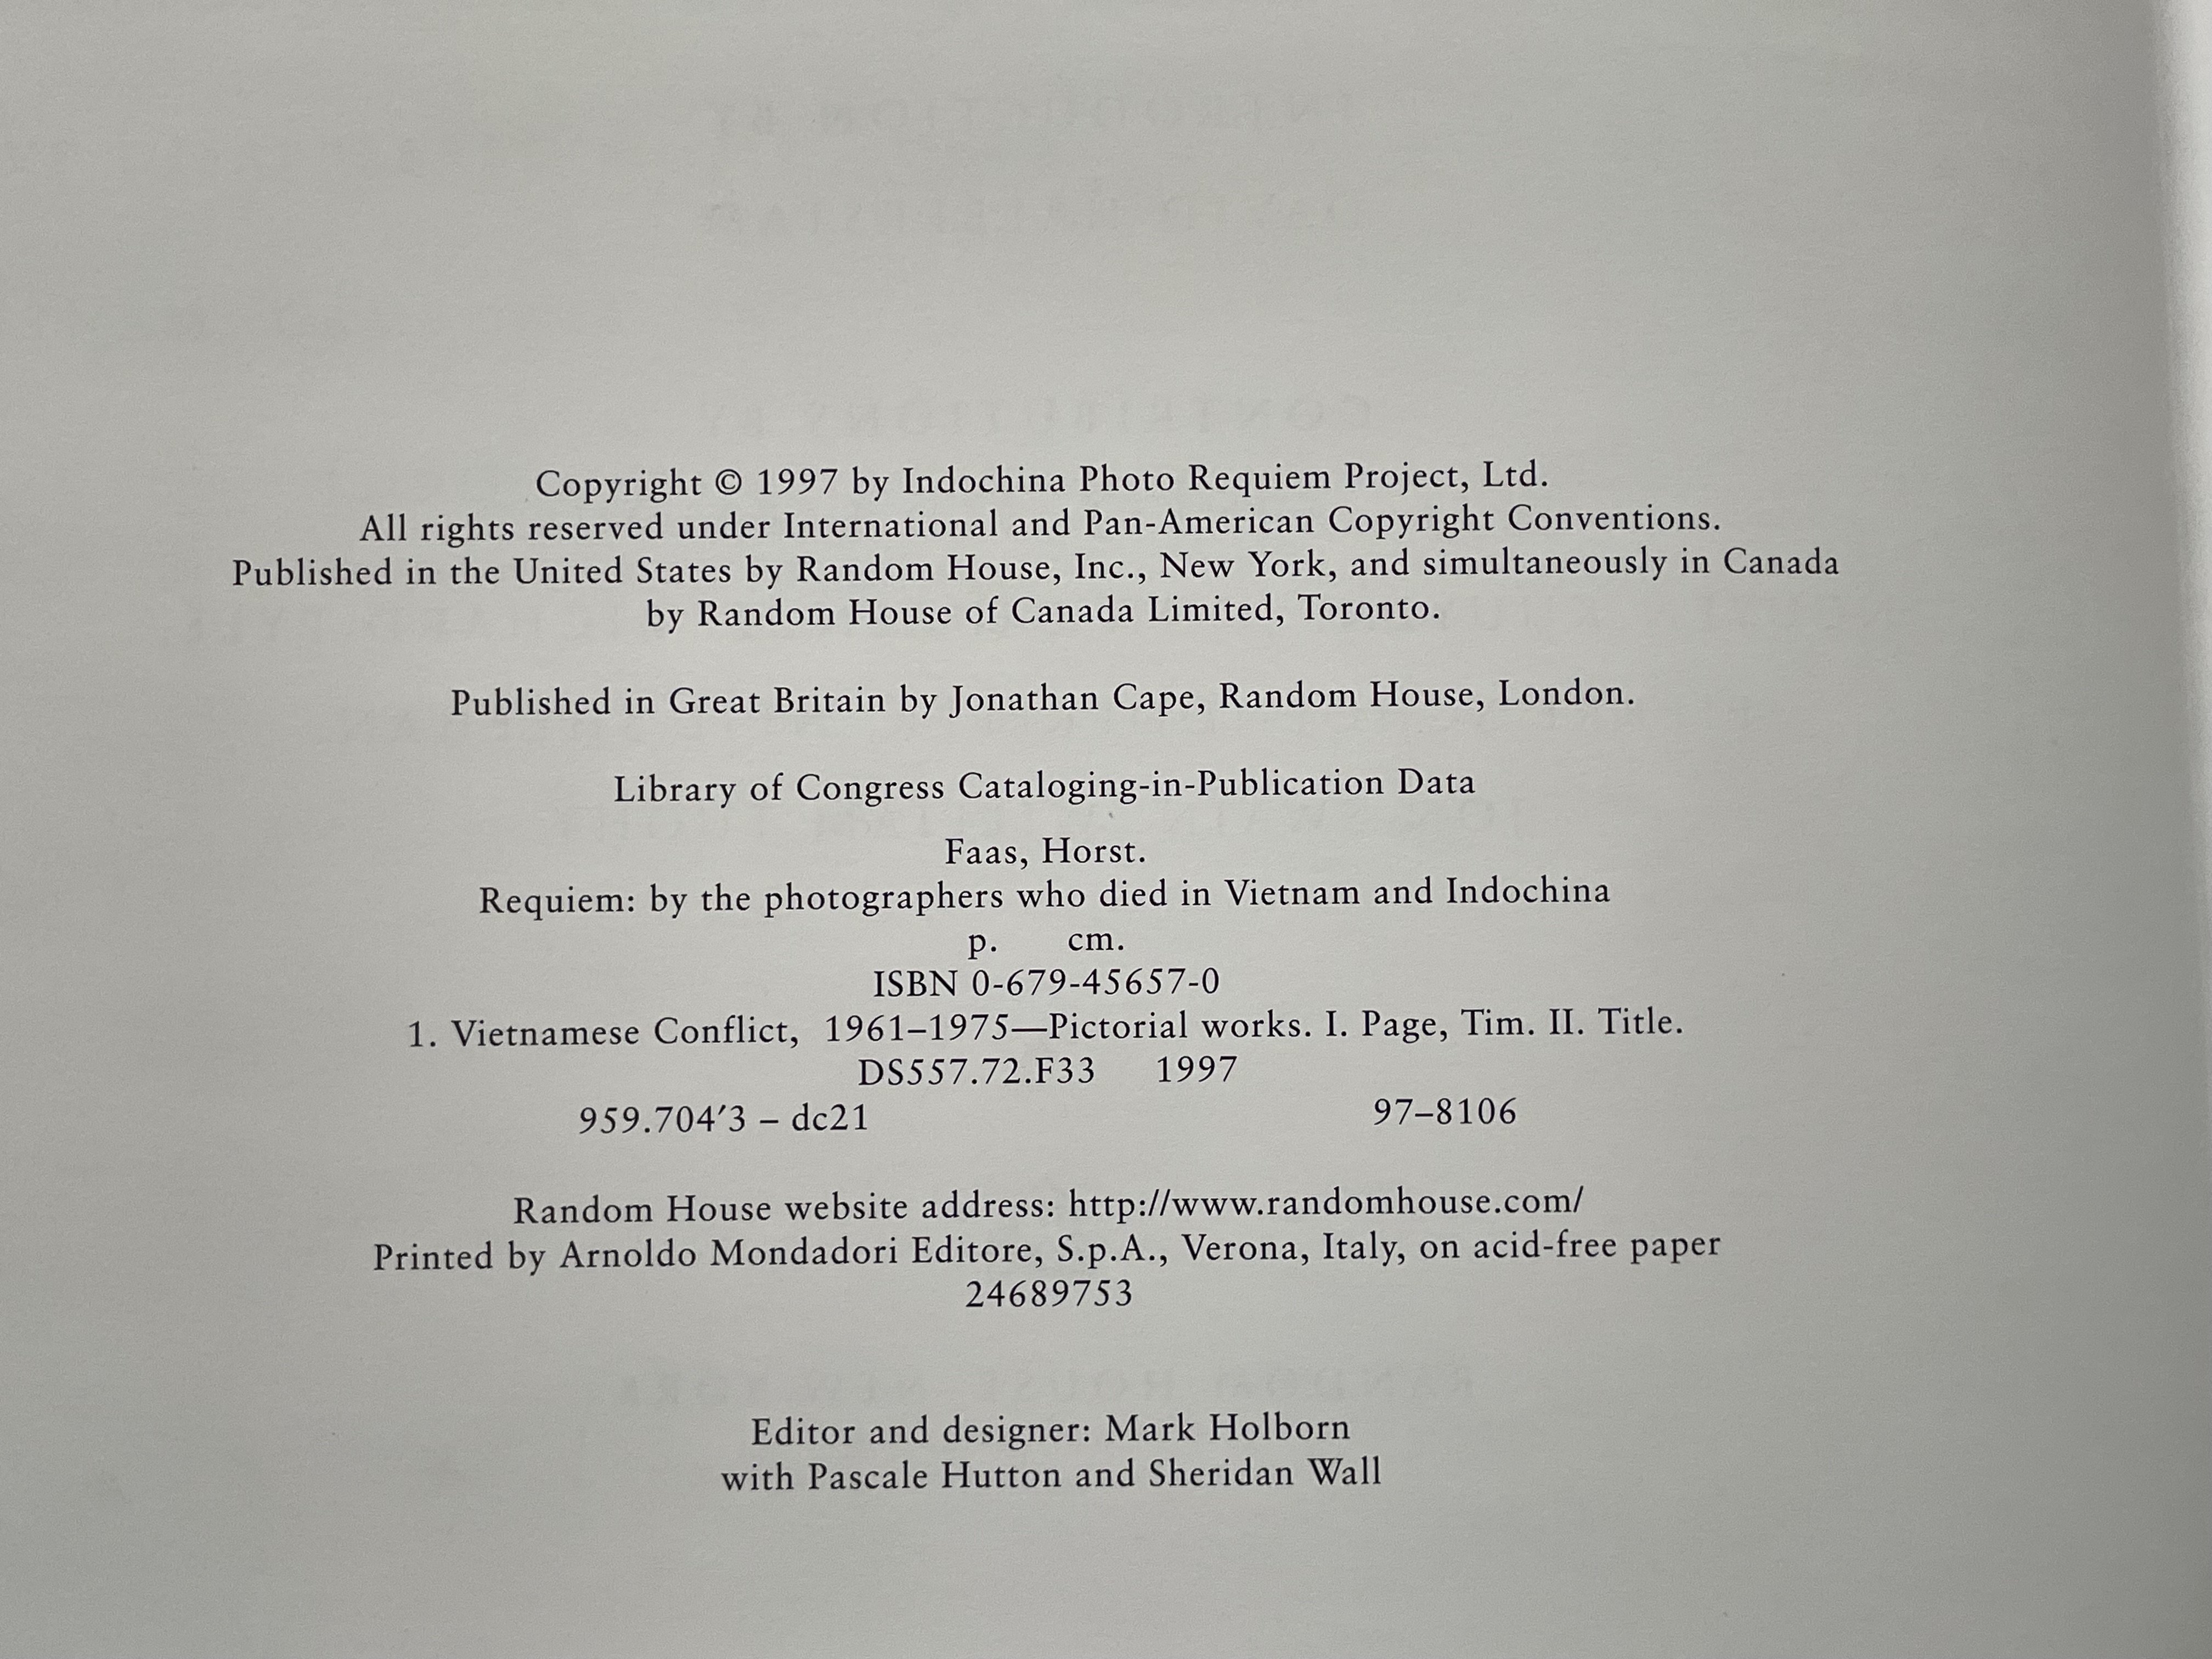 Copyright © 1997 by Indochina Photo Requiem Project, Ltd.
All rights reserved under International and Pan-American Copyright Conventions.
Published in the United States by Random House, Inc., New York, and simultaneously in Canada
by Random House of Canada Limited, Toronto.
Published in Great Britain by Jonathan Cape, Random House, London.
Library of Congress Cataloging-in-Publication Data
Faas, Horst.
Requiem: by the photographers who died in Vietnam and Indochina
p. cm.
ISBN 0-679-45657-0
1. Vietnamese Conflict, 1961–1975—Pictorial works. I. Page, Tim. II. Title.
DS557.72.F33 1997
959.704′3 – dc21 97–8106
Random House website address: http://www.randomhouse.com/
Printed by Arnoldo Mondadori Editore, S.p.A., Verona, Italy, on acid-free paper
24689753
Editor and designer: Mark Holborn
with Pascale Hutton and Sheridan Wall